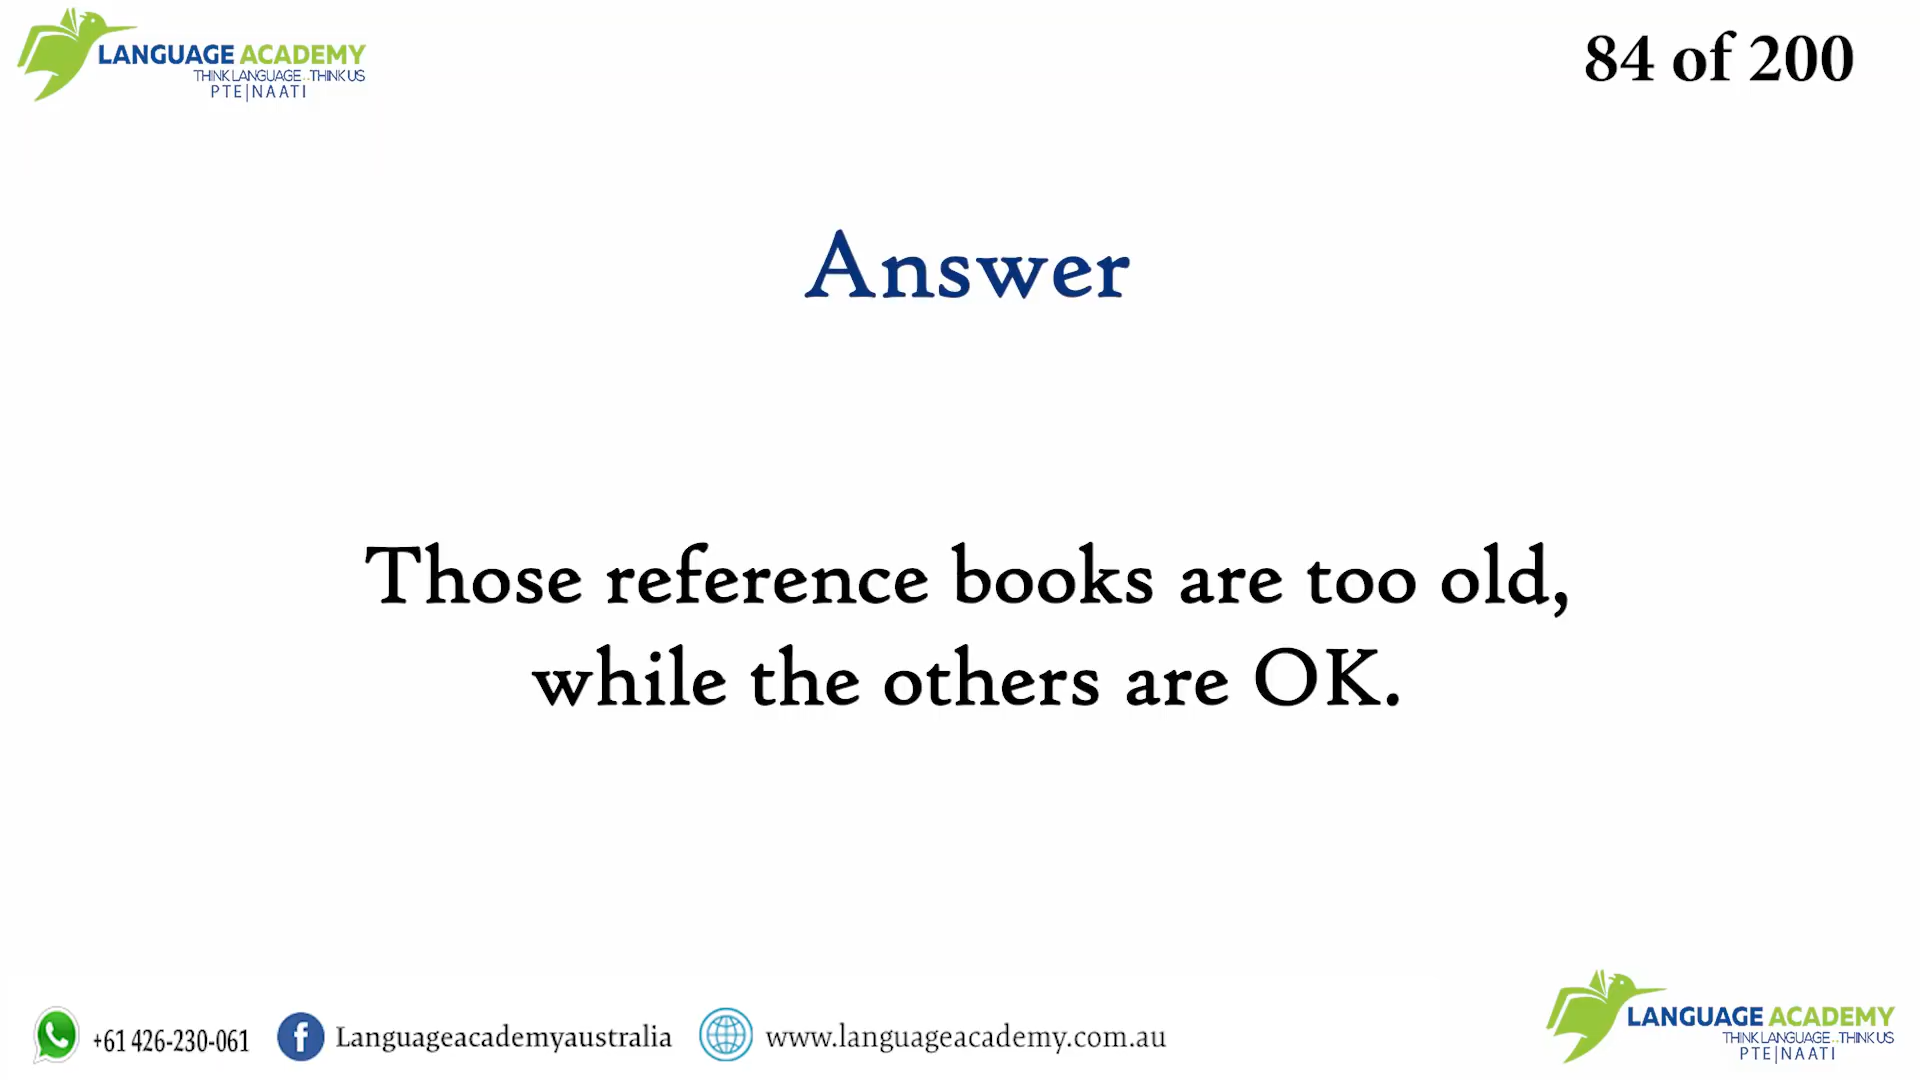 LANGUAGE ACADEMY
THINK LANGUAGE..THINK US
PTE|NAATI
84 of 200
Answer
Those reference books are too old,
while the others are OK.
+61 426-230-061
Languageacademyaustralia
www.languageacademy.com.au
LANGUAGE ACADEMY
THINK LANGUAGE..THINK US
PTE|NAATI